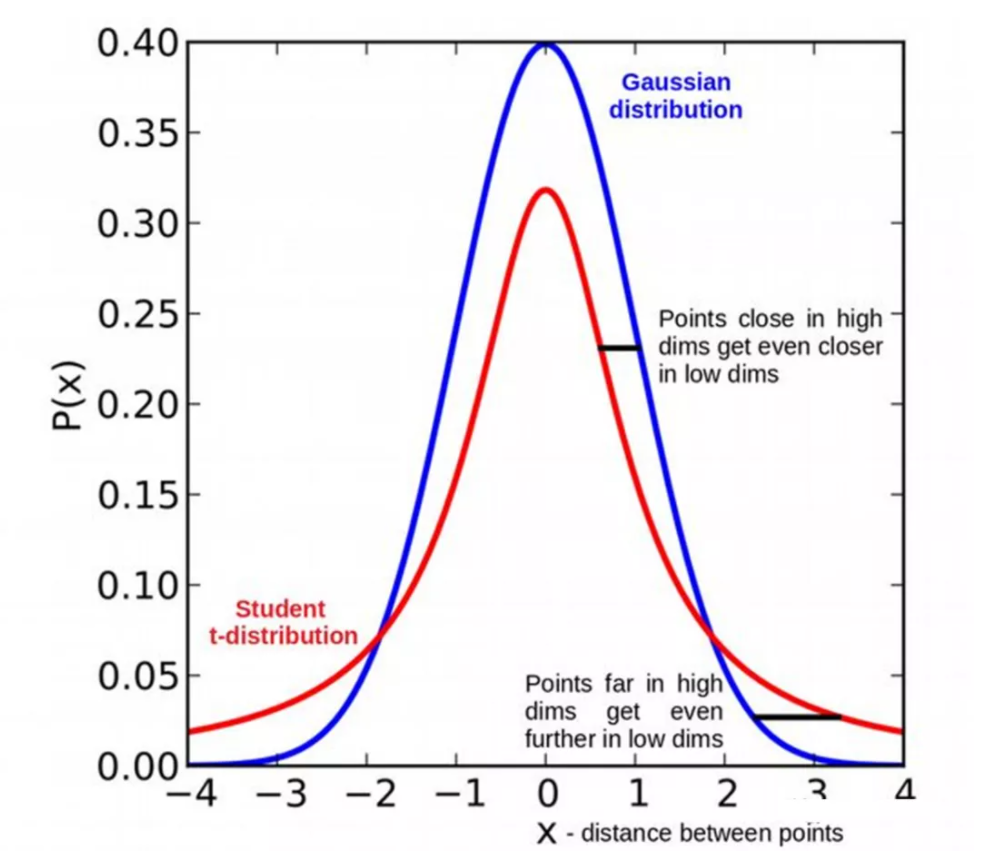 0.40
Gaussian
distribution
0.35
0.30
0.25
Points close in high
dims get even closer
in low dims
P(x)
0.20
0.15
0.10
Student
t-distribution
0.05
Points far in high
dims get even
further in low dims
0.00
−4 −3 −2 −1 0 1 2 3 4
X - distance between points